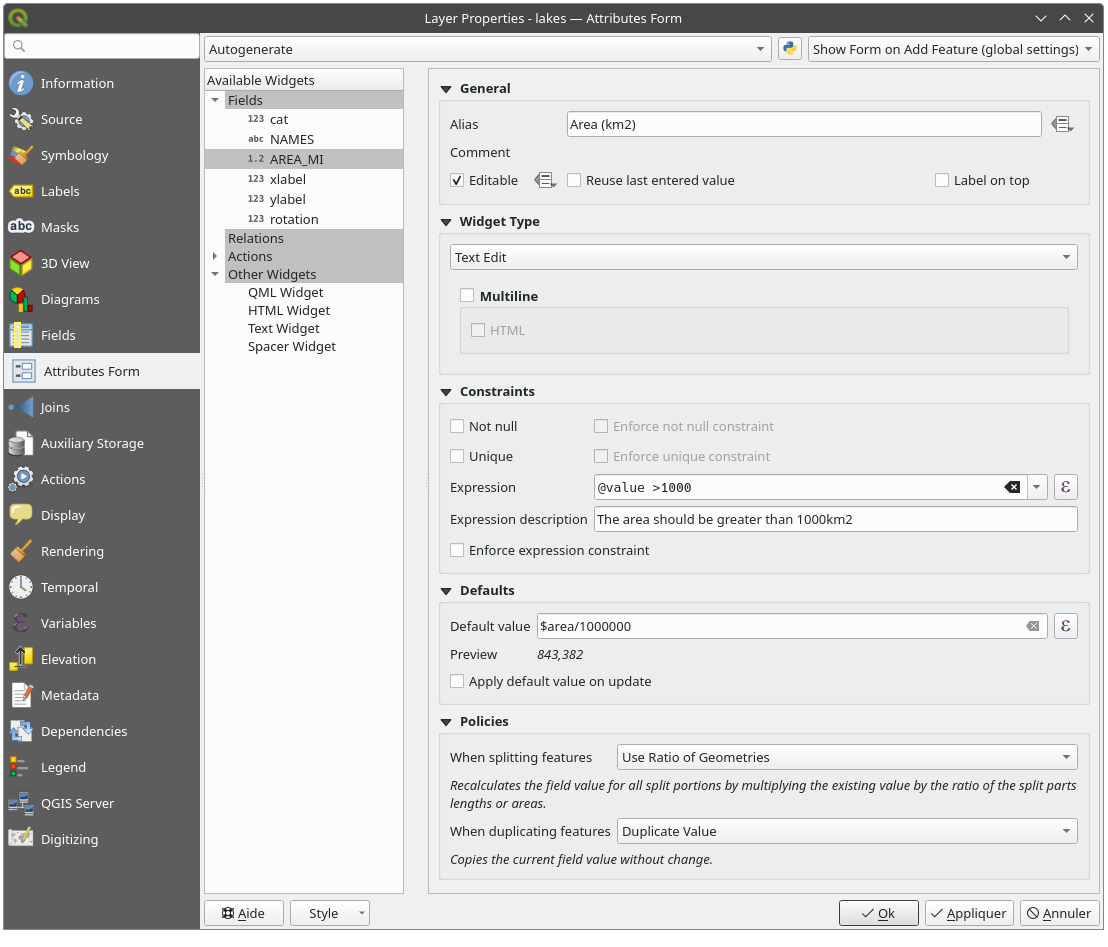 Layer Properties - lakes — Attributes Form
Autogenerate
Show Form on Add Feature (global settings)
Information
Source
Symbology
abc Labels
abc Masks
3D View
Diagrams
Fields
Attributes Form
Joins
Auxiliary Storage
Actions
Display
Rendering
Temporal
ε Variables
Elevation
Metadata
Dependencies
Legend
QGIS Server
Digitizing
Available Widgets
Fields
123 cat
abc NAMES
1.2 AREA_MI
123 xlabel
123 ylabel
123 rotation
Relations
Actions
Other Widgets
QML Widget
HTML Widget
Text Widget
Spacer Widget
General
Alias Area (km2)
Comment
Editable Reuse last entered value Label on top
Widget Type
Text Edit
Multiline
HTML
Constraints
Not null Enforce not null constraint
Unique Enforce unique constraint
Expression @value >1000 ε
Expression description The area should be greater than 1000km2
Enforce expression constraint
Defaults
Default value $area/1000000 ε
Preview 843,382
Apply default value on update
Policies
When splitting features Use Ratio of Geometries
Recalculates the field value for all split portions by multiplying the existing value by the ratio of the split parts
lengths or areas.
When duplicating features Duplicate Value
Copies the current field value without change.
Aide Style Ok Appliquer Annuler